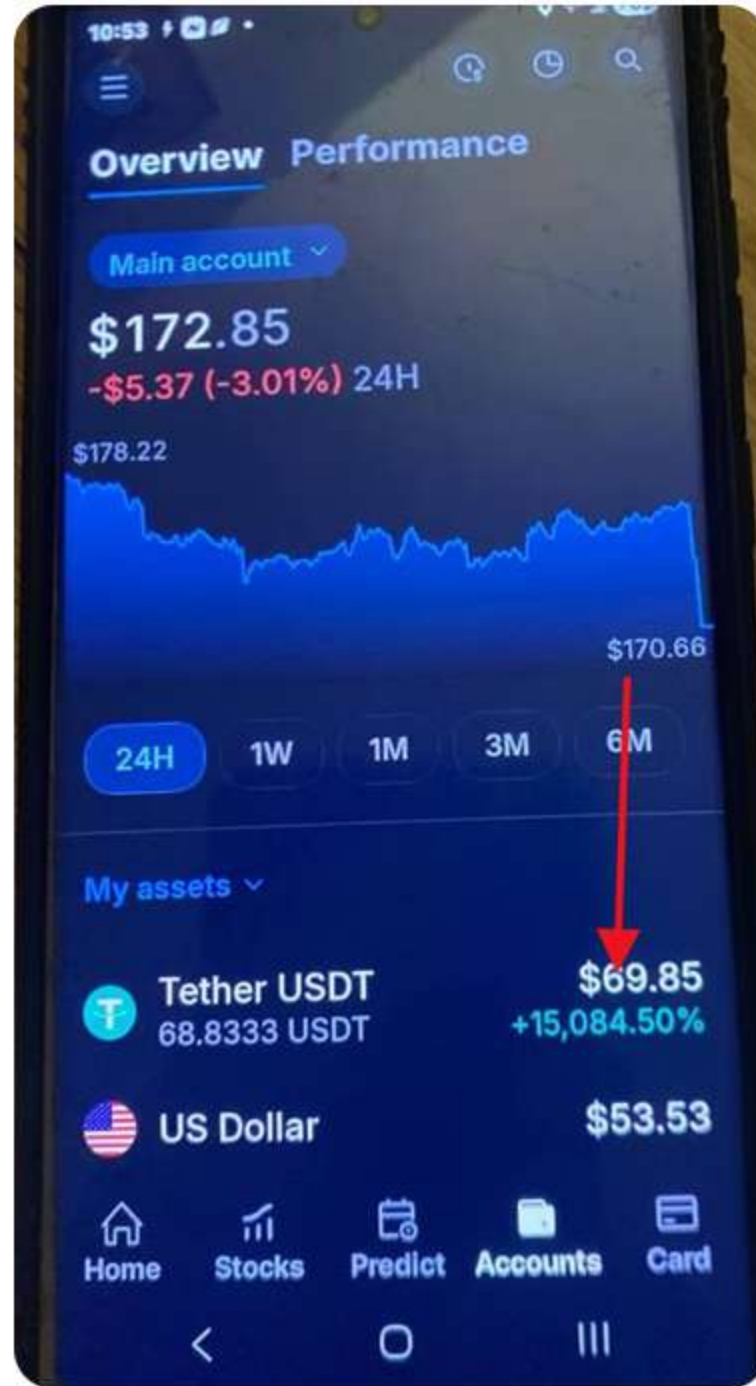 10:53
Overview Performance
Main account
$172.85
-$5.37 (-3.01%) 24H
$178.22
$170.66
24H 1W 1M 3M 6M
My assets
Tether USDT $69.85
68.8333 USDT +15,084.50%
US Dollar $53.53
Home Stocks Predict Accounts Card